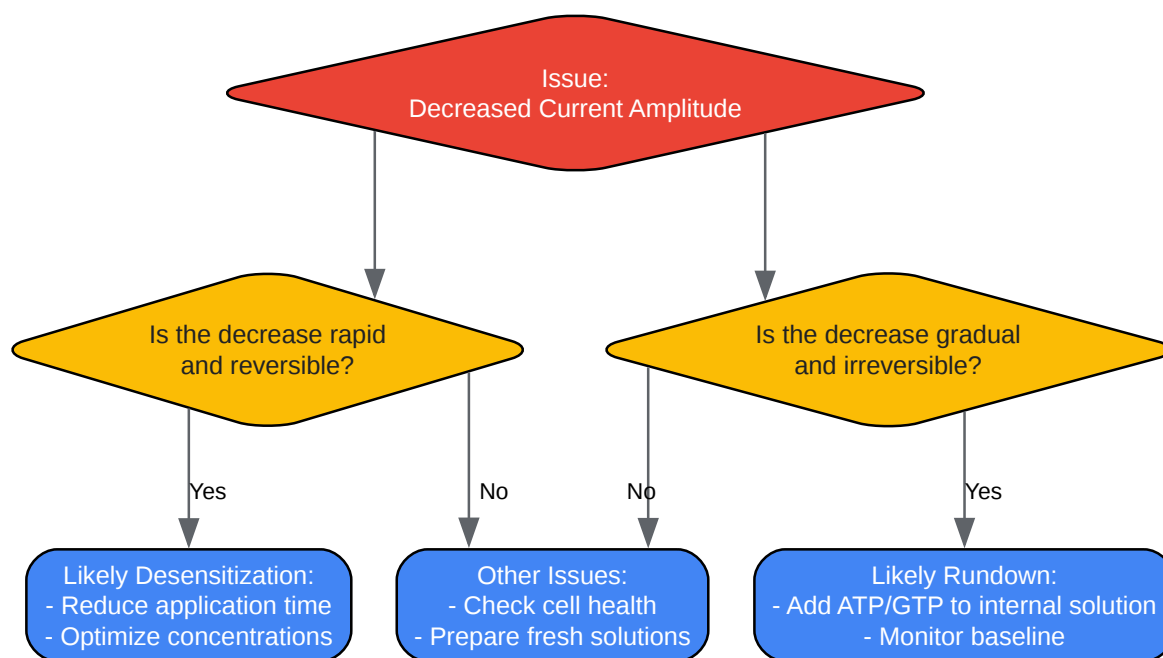 Issue:
Decreased Current Amplitude
Is the decrease rapid
and reversible?
Is the decrease gradual
and irreversible?
Yes
No
No
Yes
Likely Desensitization:
- Reduce application time
- Optimize concentrations
Other Issues:
- Check cell health
- Prepare fresh solutions
Likely Rundown:
- Add ATP/GTP to internal solution
- Monitor baseline